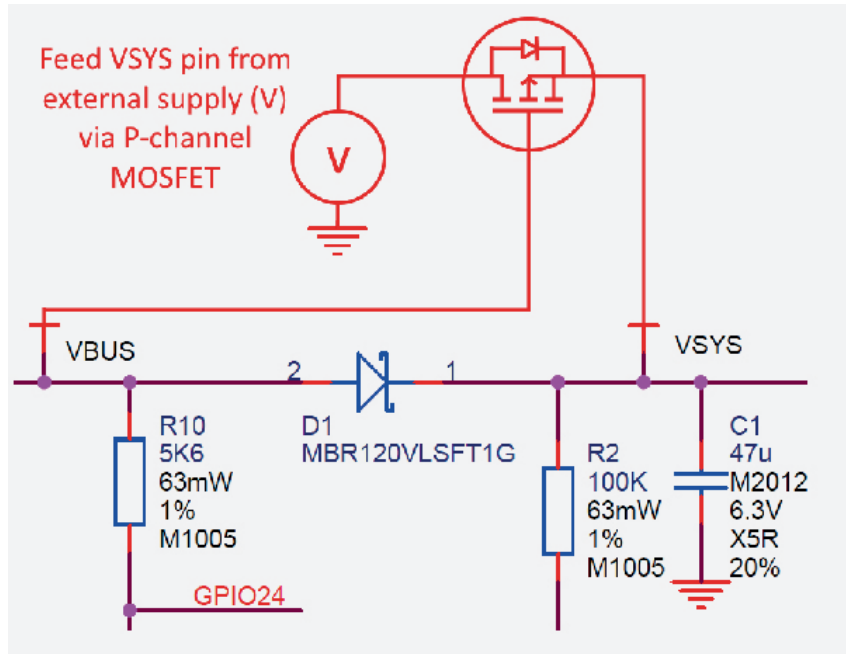 Feed VSYS pin from
external supply (V)
via P-channel
MOSFET
V
VBUS
VSYS
2
1
R10
5K6
63mW
1%
M1005
D1
MBR120VLSFT1G
R2
100K
63mW
1%
M1005
C1
47u
M2012
6.3V
X5R
20%
GPIO24